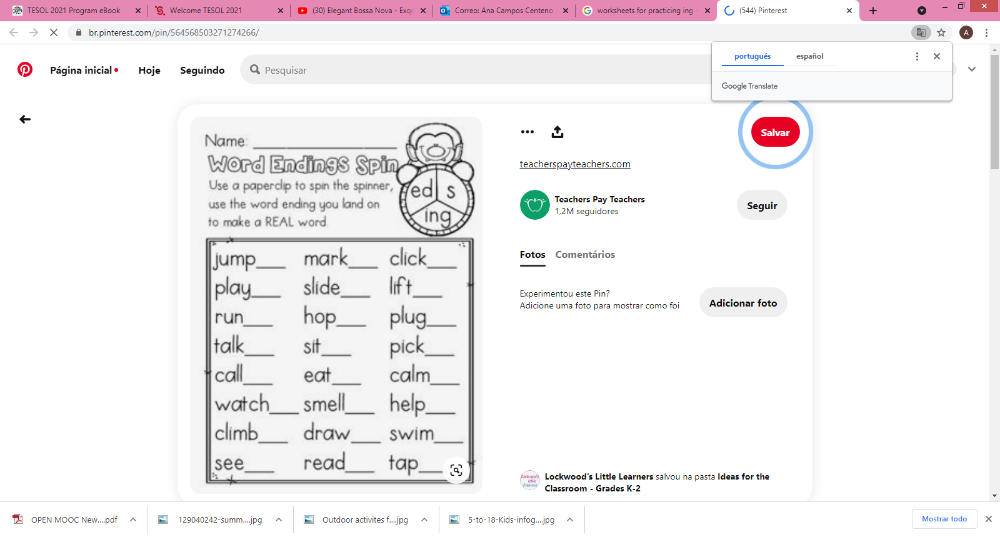 TESOL 2021 Program eBook
Welcome TESOL 2021
(30) Elegant Bossa Nova - Exqu
Correo: Ana Campos Centeno -
worksheets for practicing ing -
(544) Pinterest
br.pinterest.com/pin/564568503271274266/
A
português español
Google Translate
Página inicial Hoje Seguindo Pesquisar
Salvar
Name:
Word Endings Spin
Use a paperclip to spin the spinner,
use the word ending you land on
to make a REAL word.
ed s
ing
jump___ mark___ click___
play___ slide___ lift___
run___ hop___ plug___
talk___ sit___ pick___
call___ eat___ calm___
watch___ smell___ help___
climb___ draw___ swim___
see___ read___ tap___
teacherspayteachers.com
Teachers Pay Teachers
1,2M seguidores
Seguir
Fotos Comentários
Experimentou este Pin?
Adicione uma foto para mostrar como foi
Adicionar foto
Lockwood's Little Learners salvou na pasta Ideas for the
Classroom - Grades K-2
OPEN MOOC New....pdf
129040242-summ....jpg
Outdoor activites f....jpg
5-to-18-Kids-infog....jpg
Mostrar todo